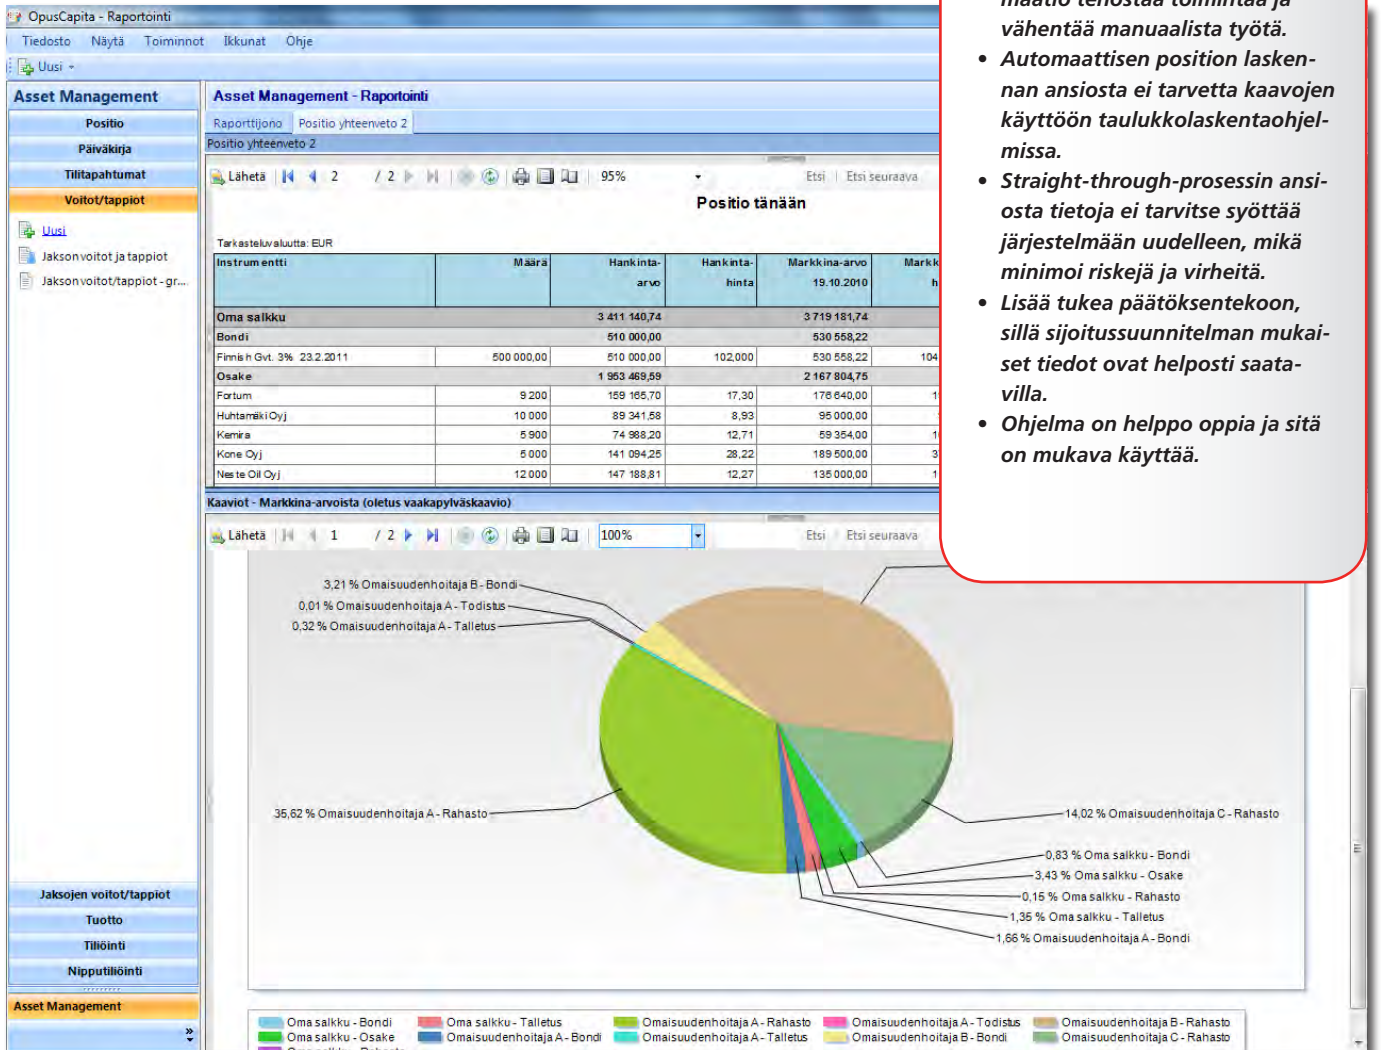 OpusCapita - Raportointi
Tiedosto Näytä Toiminnot Ikkunat Ohje
Uusi
Asset Management
Positio
Päiväkirja
Tilitapahtumat
Voitot/tappiot
Uusi
Jakson voitot ja tappiot
Jakson voitot/tappiot - gr...
Jaksojen voitot/tappiot
Tuotto
Tiliöinti
Nipputiliöinti
Asset Management
Asset Management - Raportointi
Raporttijono Positio yhteenveto 2
Positio yhteenveto 2
Lähetä 2 / 2 95% Etsi Etsi seuraava
Positio tänään
Tarkasteluvaluutta: EUR
Instrumentti Määrä Hankinta- Hankinta- Markkina-arvo Markk
arvo hinta 19.10.2010 h
Oma salkku 3 411 140,74 3 719 181,74
Bondi 510 000,00 530 558,22
Finnish Gvt. 3% 23.2.2011 500 000,00 510 000,00 102,000 530 558,22 104
Osake 1 953 469,59 2 167 804,75
Fortum 9 200 159 165,70 17,30 176 640,00
Huhtamäki Oyj 10 000 89 341,58 8,93 95 000,00
Kemira 5 900 74 988,20 12,71 59 354,00
Kone Oyj 5 000 141 094,25 28,22 189 500,00
Neste Oil Oyj 12 000 147 188,81 12,27 135 000,00
Kaaviot - Markkina-arvoista (oletus vaakapylväskaavio)
Lähetä 1 / 2 100% Etsi Etsi seuraava
3,21 % Omaisuudenhoitaja B - Bondi
0,01 % Omaisuudenhoitaja A - Todistus
0,32 % Omaisuudenhoitaja A - Talletus
35,62 % Omaisuudenhoitaja A - Rahasto
14,02 % Omaisuudenhoitaja C - Rahasto
0,83 % Oma salkku - Bondi
3,43 % Oma salkku - Osake
0,15 % Oma salkku - Rahasto
1,35 % Oma salkku - Talletus
1,66 % Omaisuudenhoitaja A - Bondi
Oma salkku - Bondi Oma salkku - Talletus Omaisuudenhoitaja A - Rahasto Omaisuudenhoitaja A - Todistus Omaisuudenhoitaja B - Rahasto
Oma salkku - Osake Omaisuudenhoitaja A - Bondi Omaisuudenhoitaja A - Talletus Omaisuudenhoitaja B - Bondi Omaisuudenhoitaja C - Rahasto
Oma salkku - Rahasto
maatio tehostaa toimintaa ja
vähentää manuaalista työtä.
• Automaattisen position lasken-
nan ansiosta ei tarvetta kaavojen
käyttöön taulukkolaskentaohjel-
missa.
• Straight-through-prosessin ansi-
osta tietoja ei tarvitse syöttää
järjestelmään uudelleen, mikä
minimoi riskejä ja virheitä.
• Lisää tukea päätöksentekoon,
sillä sijoitussuunnitelman mukai-
set tiedot ovat helposti saata-
villa.
• Ohjelma on helppo oppia ja sitä
on mukava käyttää.